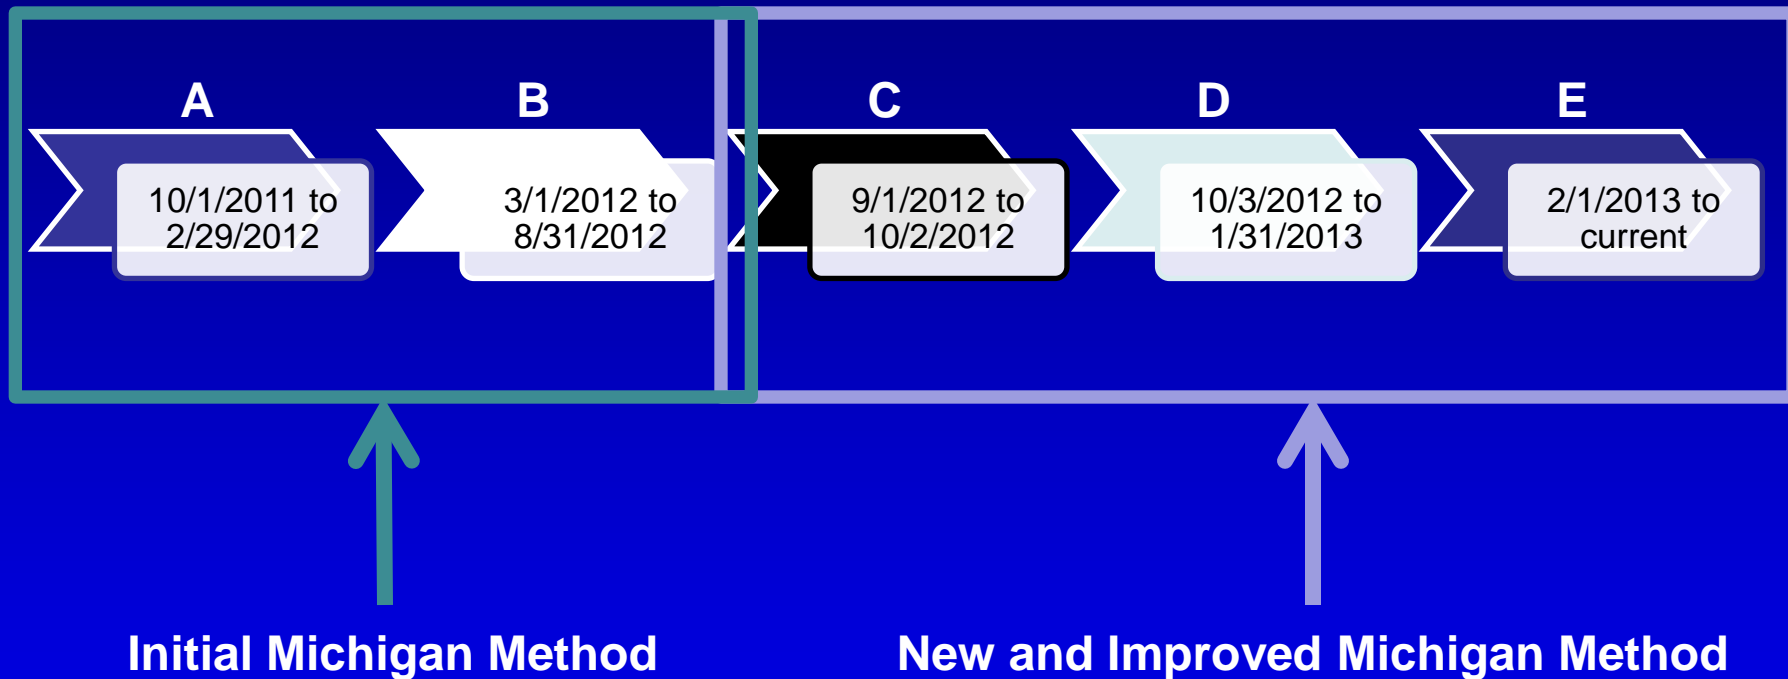 A
B
C
D
E
10/1/2011 to
2/29/2012
3/1/2012 to
8/31/2012
9/1/2012 to
10/2/2012
10/3/2012 to
1/31/2013
2/1/2013 to
current
Initial Michigan Method
New and Improved Michigan Method